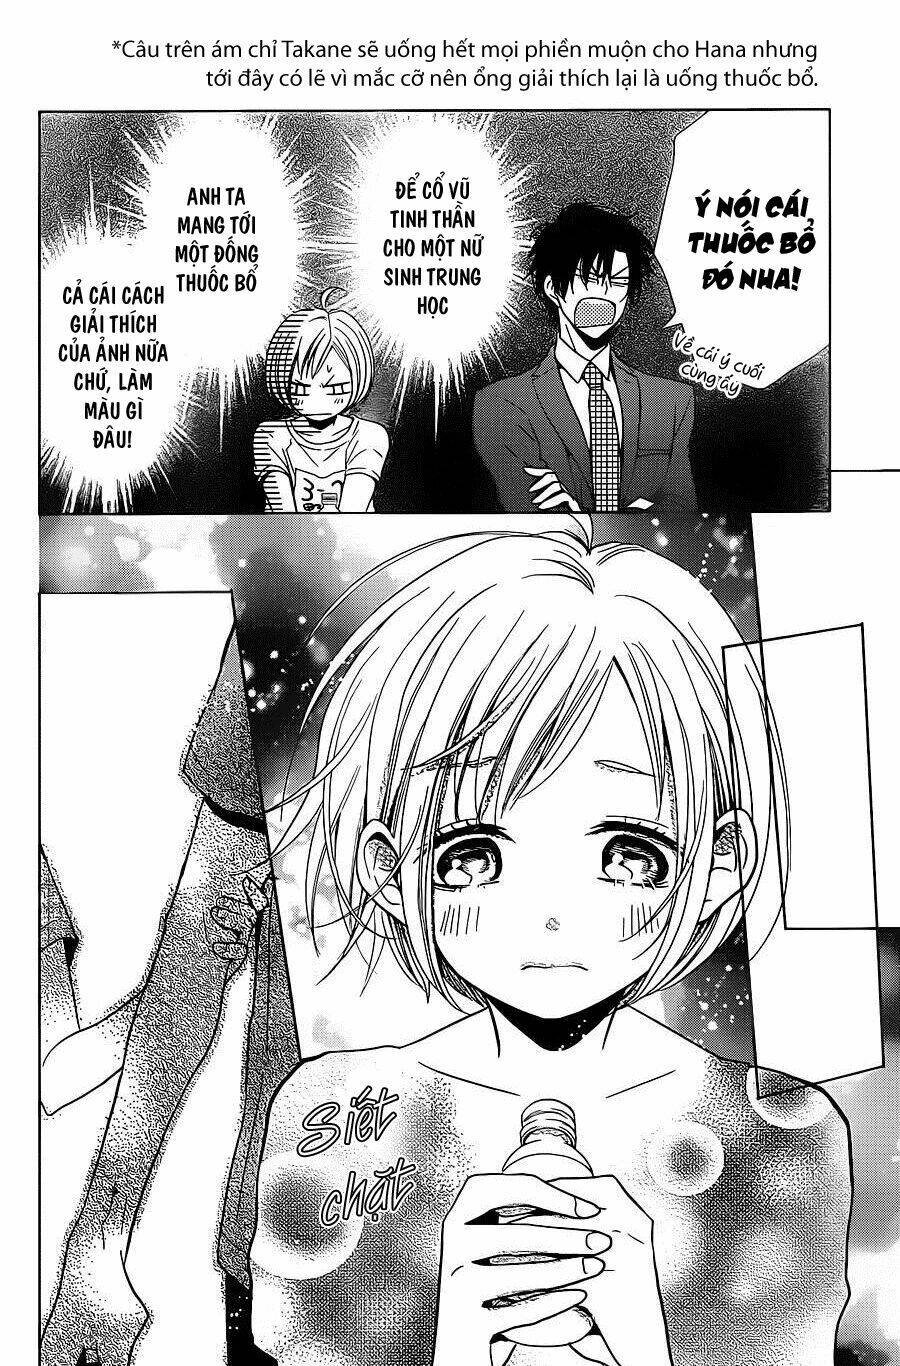 *Câu trên ám chỉ Takane sẽ uống hết mọi phiền muộn cho Hana nhưng
tới đây có lẽ vì mắc cỡ nên ổng giải thích lại là uống thuốc bổ.
Ý NÓI CÁI
THUỐC BỔ
ĐÓ NHA!
Về cái ý cuối
cùng ấy
ĐỂ CỔ VŨ
TINH THẦN
CHO MỘT NỮ
SINH TRUNG
HỌC
ANH TA
MANG TỚI
MỘT ĐỐNG
THUỐC BỔ
CẢ CÁI CÁCH
GIẢI THÍCH
CỦA ẢNH NỮA
CHỨ, LÀM
MÀU GÌ
ĐÂU!
Siết
chặt